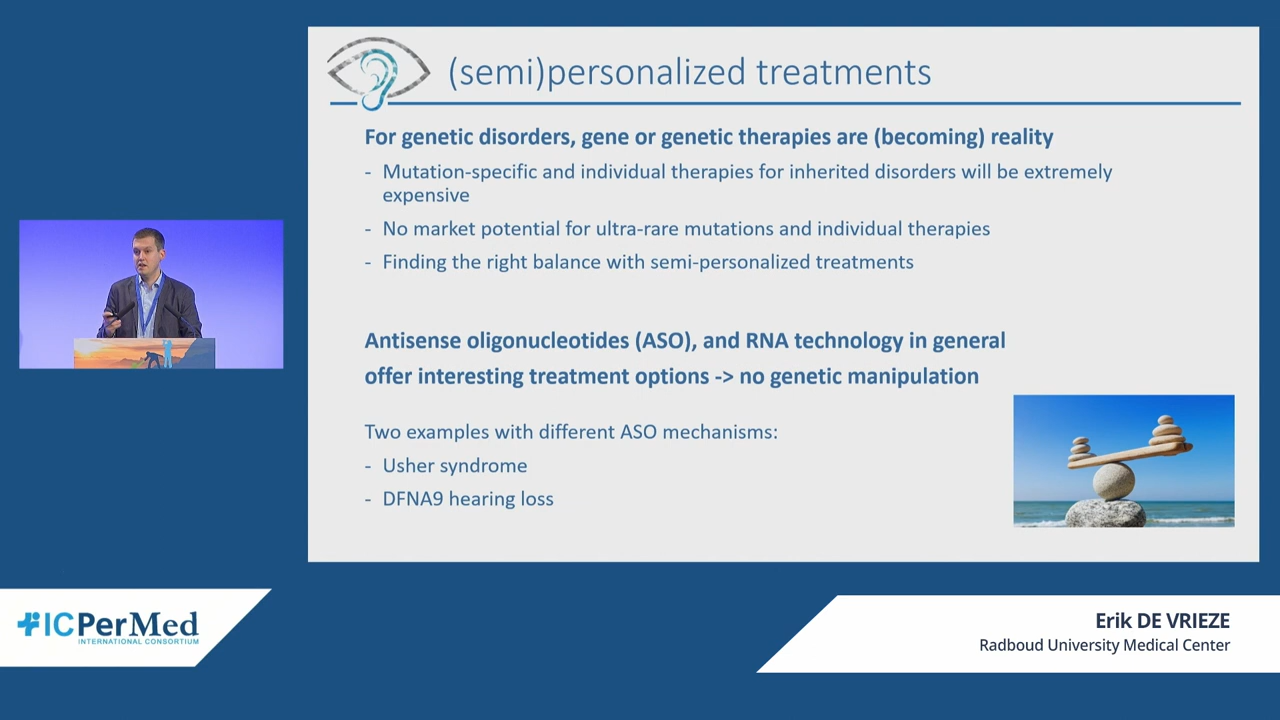 (semi)personalized treatments
For genetic disorders, gene or genetic therapies are (becoming) reality
- Mutation-specific and individual therapies for inherited disorders will be extremely
expensive
- No market potential for ultra-rare mutations and individual therapies
- Finding the right balance with semi-personalized treatments
Antisense oligonucleotides (ASO), and RNA technology in general
offer interesting treatment options -> no genetic manipulation
Two examples with different ASO mechanisms:
- Usher syndrome
- DFNA9 hearing loss
ICPerMed
INTERNATIONAL CONSORTIUM
Erik DE VRIEZE
Radboud University Medical Center